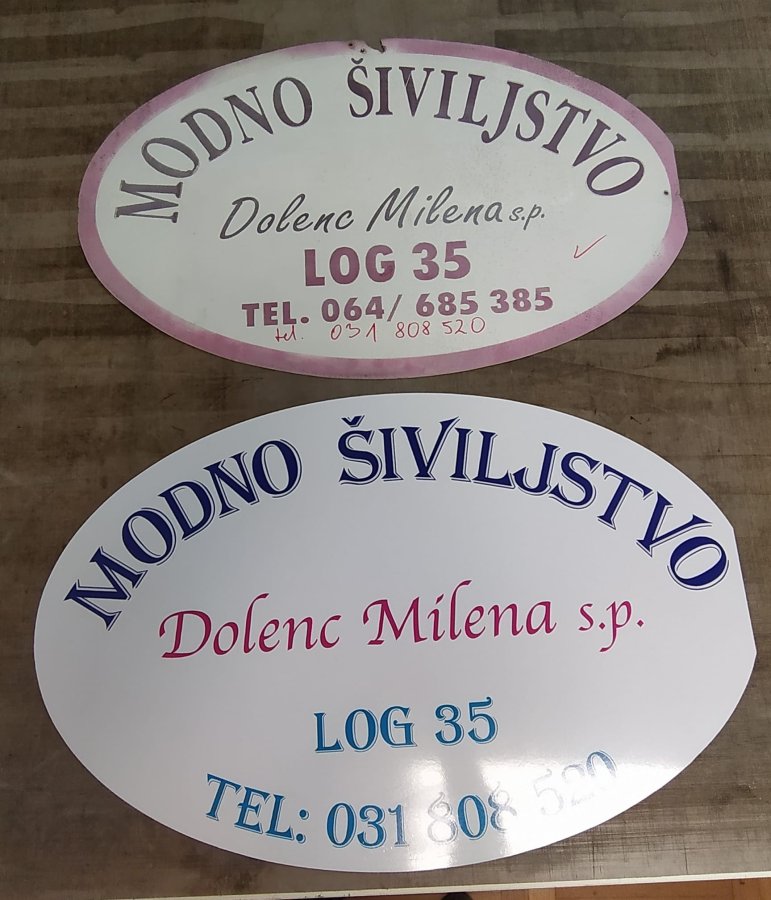 MODNO ŠIVILJSTVO
Dolenc Milena s.p.
LOG 35
TEL. 064/ 685 385
tel. 031 808 520
MODNO ŠIVILJSTVO
Dolenc Milena s.p.
LOG 35
TEL: 031 808 520